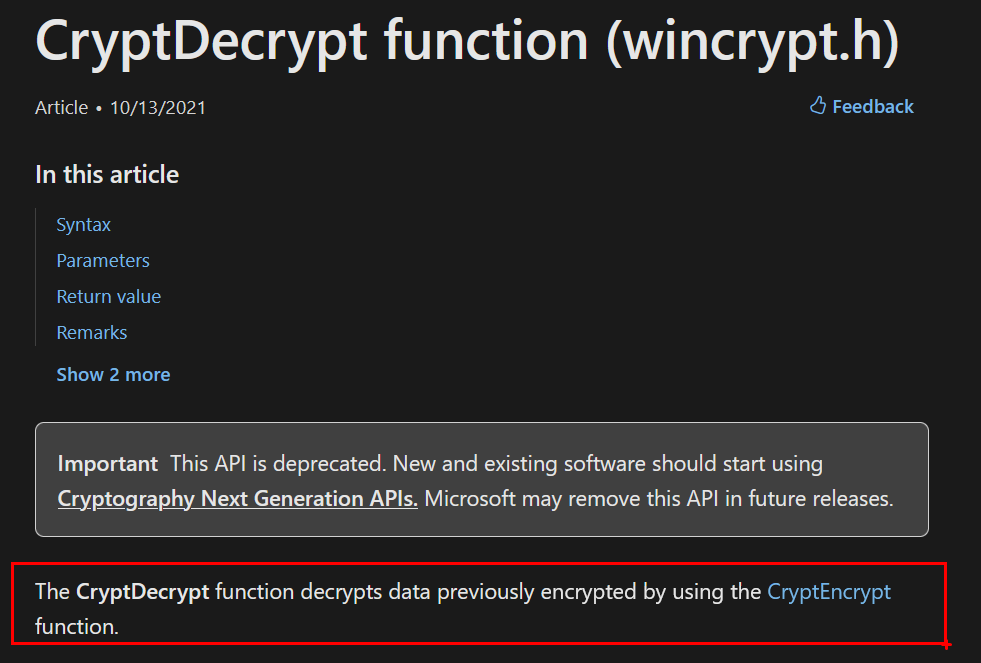 CryptDecrypt function (wincrypt.h)
Article • 10/13/2021
Feedback
In this article
Syntax
Parameters
Return value
Remarks
Show 2 more
Important This API is deprecated. New and existing software should start using
Cryptography Next Generation APIs. Microsoft may remove this API in future releases.
The CryptDecrypt function decrypts data previously encrypted by using the CryptEncrypt
function.